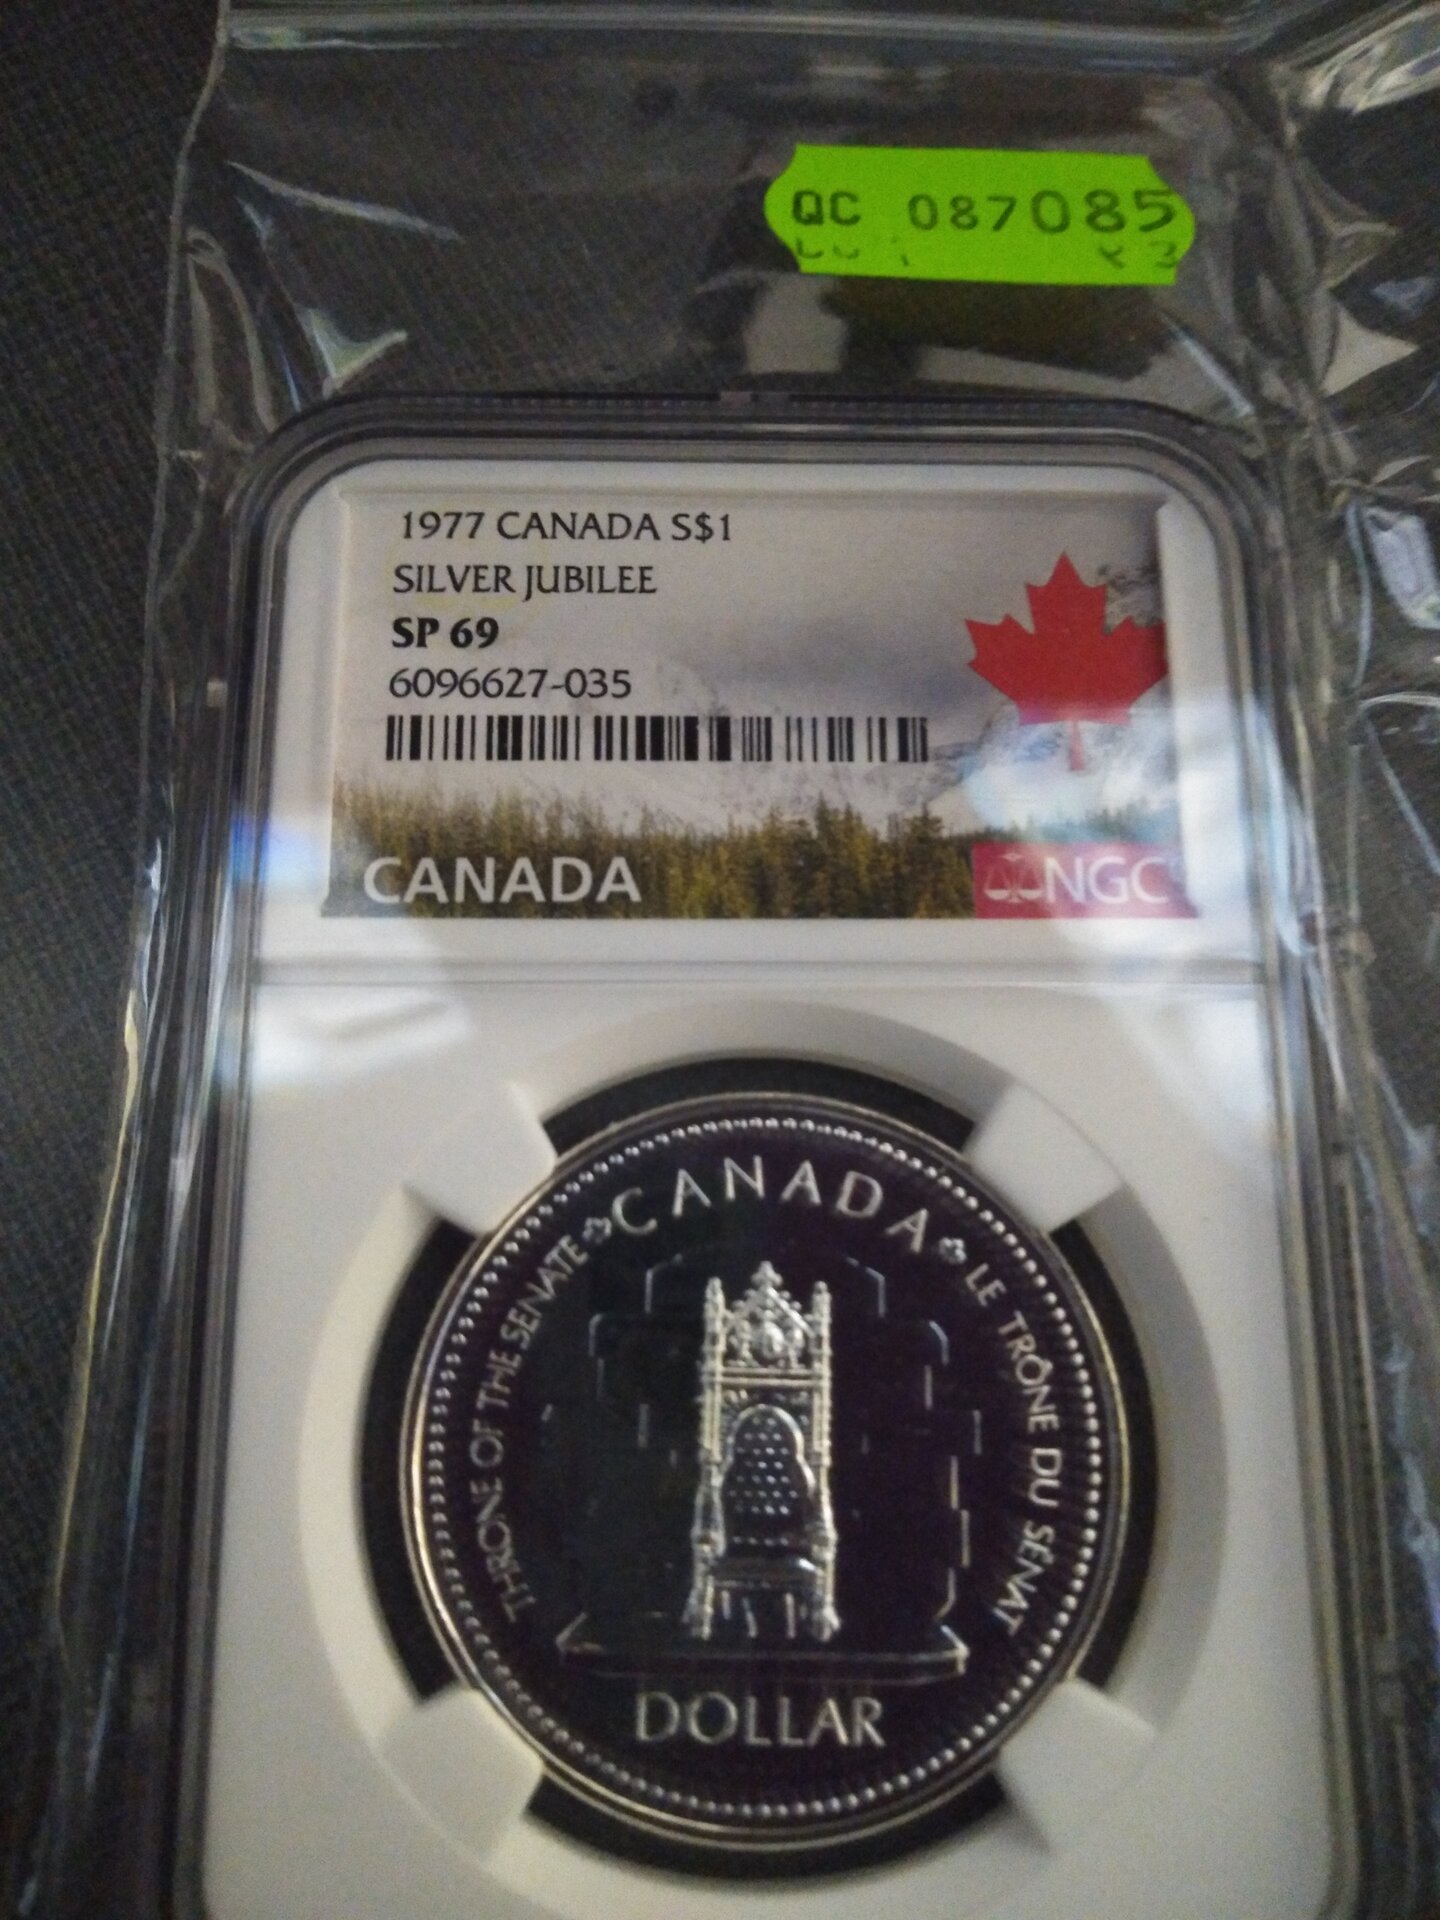 QC 087085
1977 CANADA S$1
SILVER JUBILEE
SP 69
6096627-035
CANADA
NGC
CANADA
THRONE OF THE SENATE
LE TRÔNE DU SÉNAT
DOLLAR